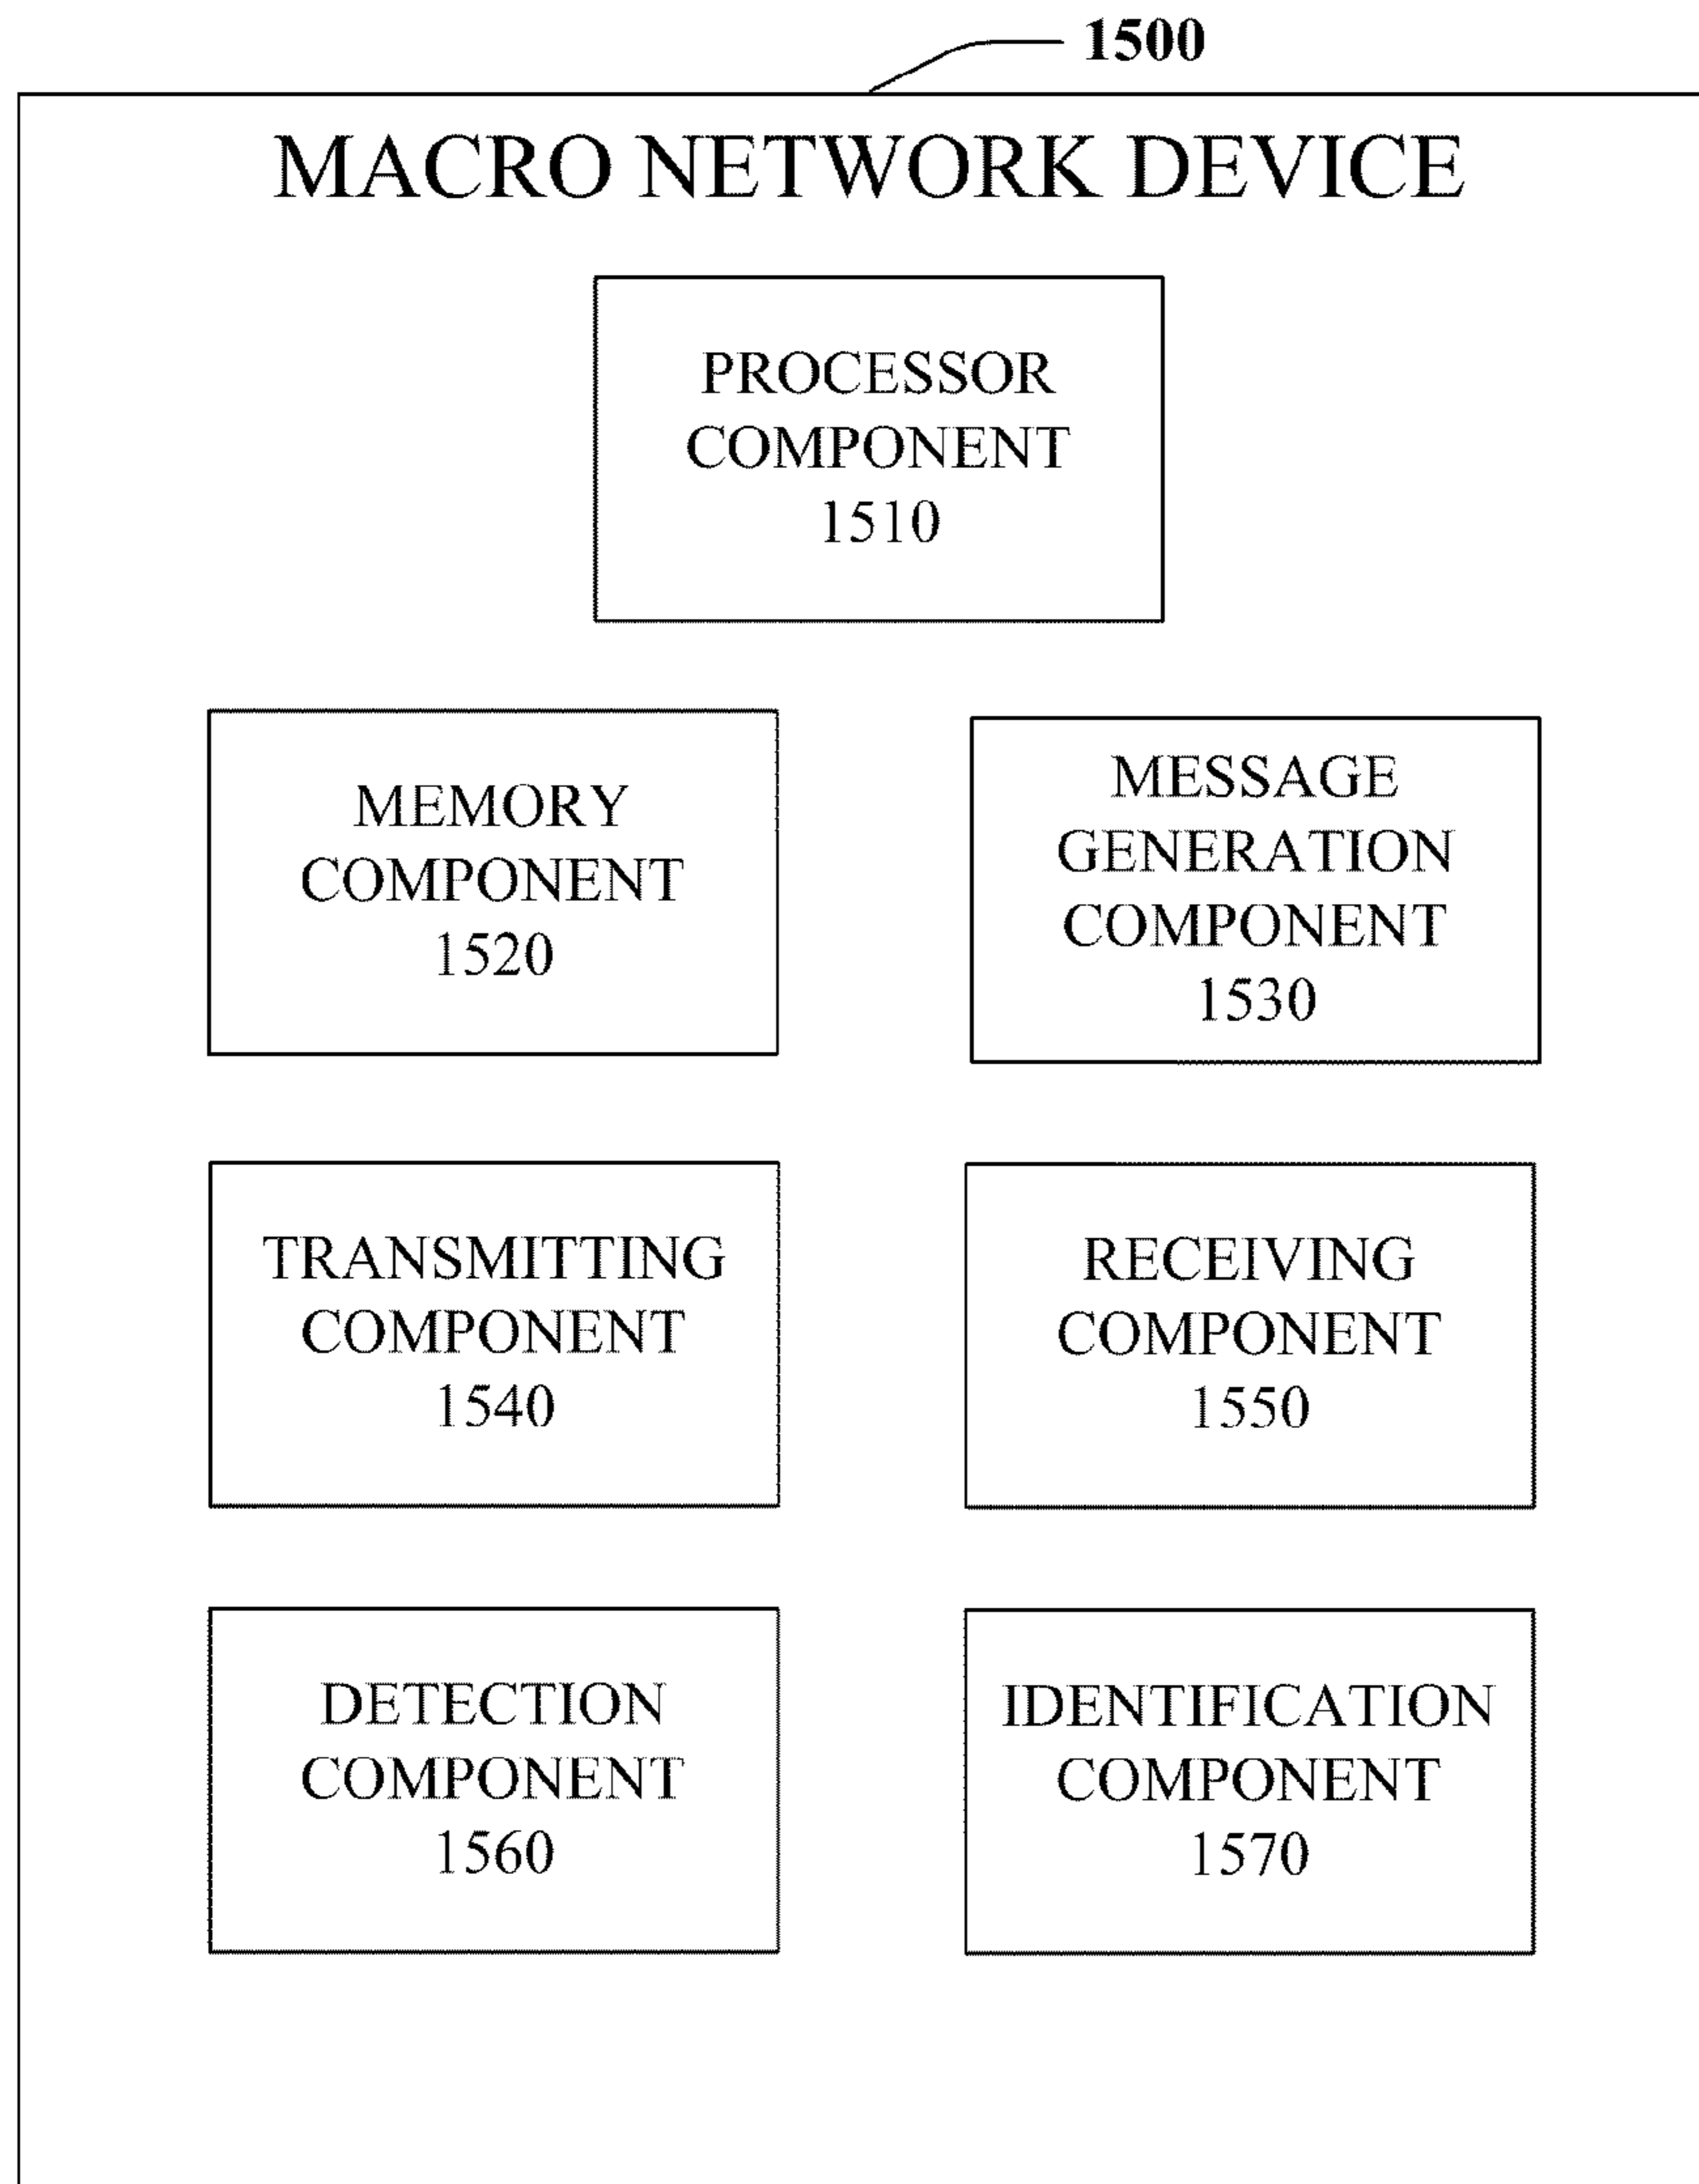 1500
MACRO NETWORK DEVICE
PROCESSOR
COMPONENT
1510
MEMORY
COMPONENT
1520
MESSAGE
GENERATION
COMPONENT
1530
TRANSMITTING
COMPONENT
1540
RECEIVING
COMPONENT
1550
DETECTION
COMPONENT
1560
IDENTIFICATION
COMPONENT
1570